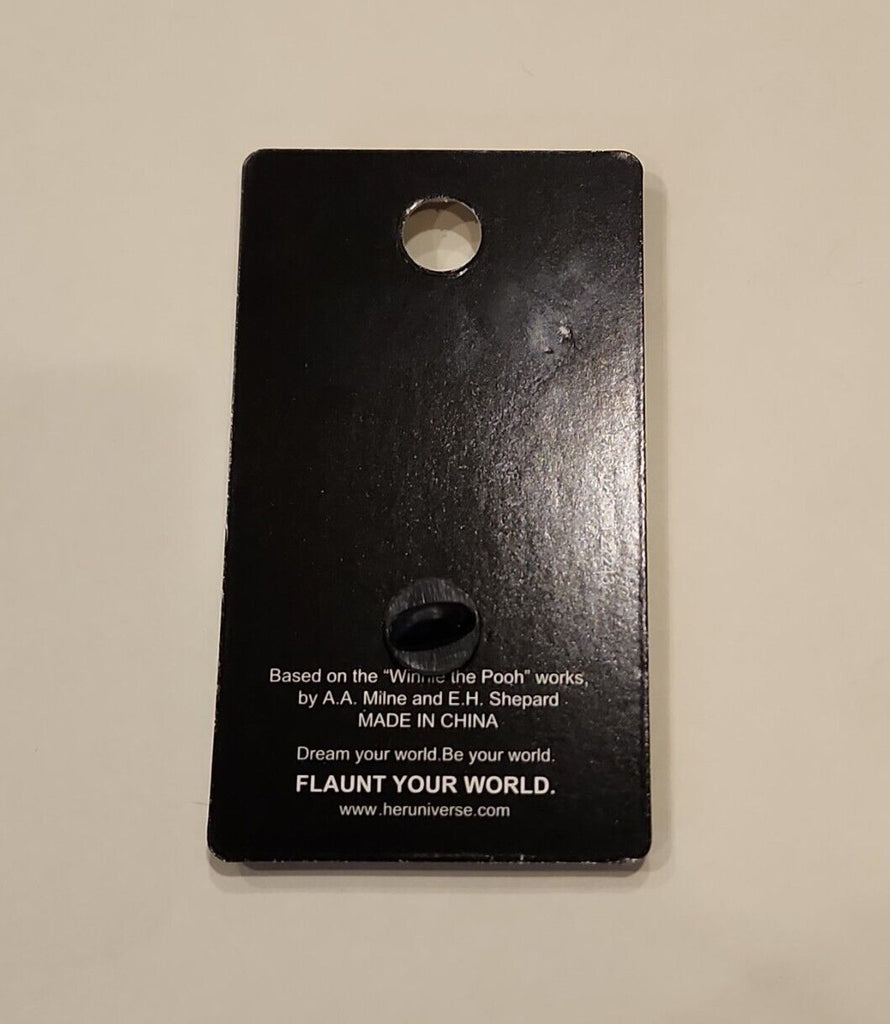 Based on the "Winnie the Pooh" works,
by A.A. Milne and E.H. Shepard
MADE IN CHINA
Dream your world.Be your world.
FLAUNT YOUR WORLD.
www.heruniverse.com